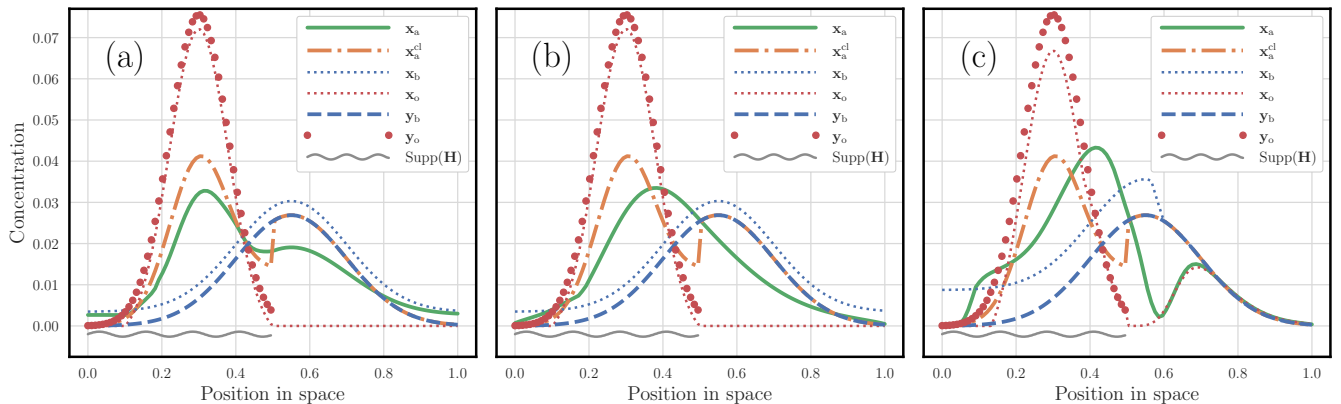 (a)
x_a
x_a^cl
x_b
x_o
y_b
y_o
Supp(H)
Concentration
0.07
0.06
0.05
0.04
0.03
0.02
0.01
0.00
0.0 0.2 0.4 0.6 0.8 1.0
Position in space
(b)
x_a
x_a^cl
x_b
x_o
y_b
y_o
Supp(H)
0.0 0.2 0.4 0.6 0.8 1.0
Position in space
(c)
x_a
x_a^cl
x_b
x_o
y_b
y_o
Supp(H)
0.0 0.2 0.4 0.6 0.8 1.0
Position in space